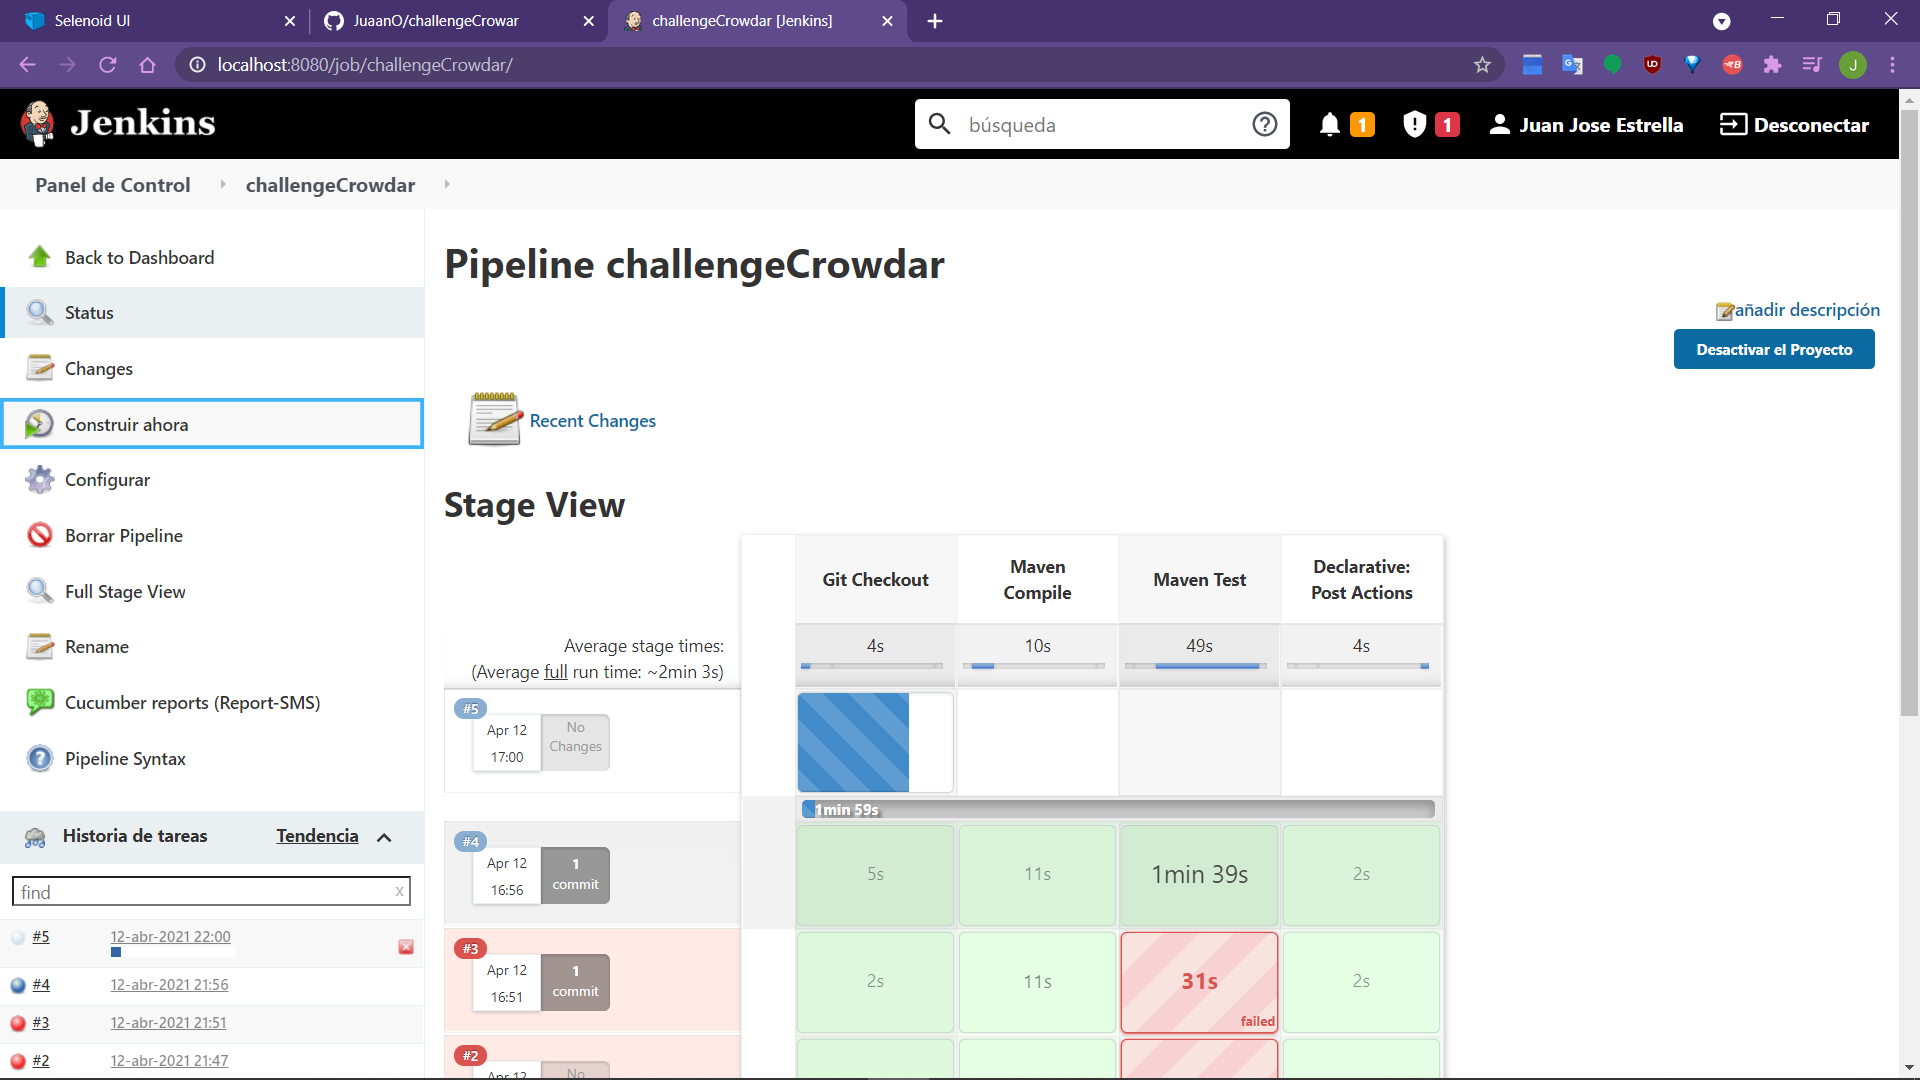 Selenoid UI
JuaanO/challengeCrowar
challengeCrowdar [Jenkins]
localhost:8080/job/challengeCrowdar/
J
Jenkins
búsqueda
1
1
Juan Jose Estrella
Desconectar
Panel de Control
challengeCrowdar
Back to Dashboard
Status
Changes
Construir ahora
Configurar
Borrar Pipeline
Full Stage View
Rename
Cucumber reports (Report-SMS)
Pipeline Syntax
Historia de tareas
Tendencia
find
x
#5
12-abr-2021 22:00
#4
12-abr-2021 21:56
#3
12-abr-2021 21:51
#2
12-abr-2021 21:47
Pipeline challengeCrowdar
añadir descripción
Desactivar el Proyecto
Recent Changes
Stage View
Git Checkout
Maven
Compile
Maven Test
Declarative:
Post Actions
Average stage times:
(Average full run time: ~2min 3s)
4s
10s
49s
4s
#5
Apr 12
17:00
No
Changes
1min 59s
#4
Apr 12
16:56
1
commit
5s
11s
1min 39s
2s
#3
Apr 12
16:51
1
commit
2s
11s
31s
failed
2s
#2
Apr 12
No